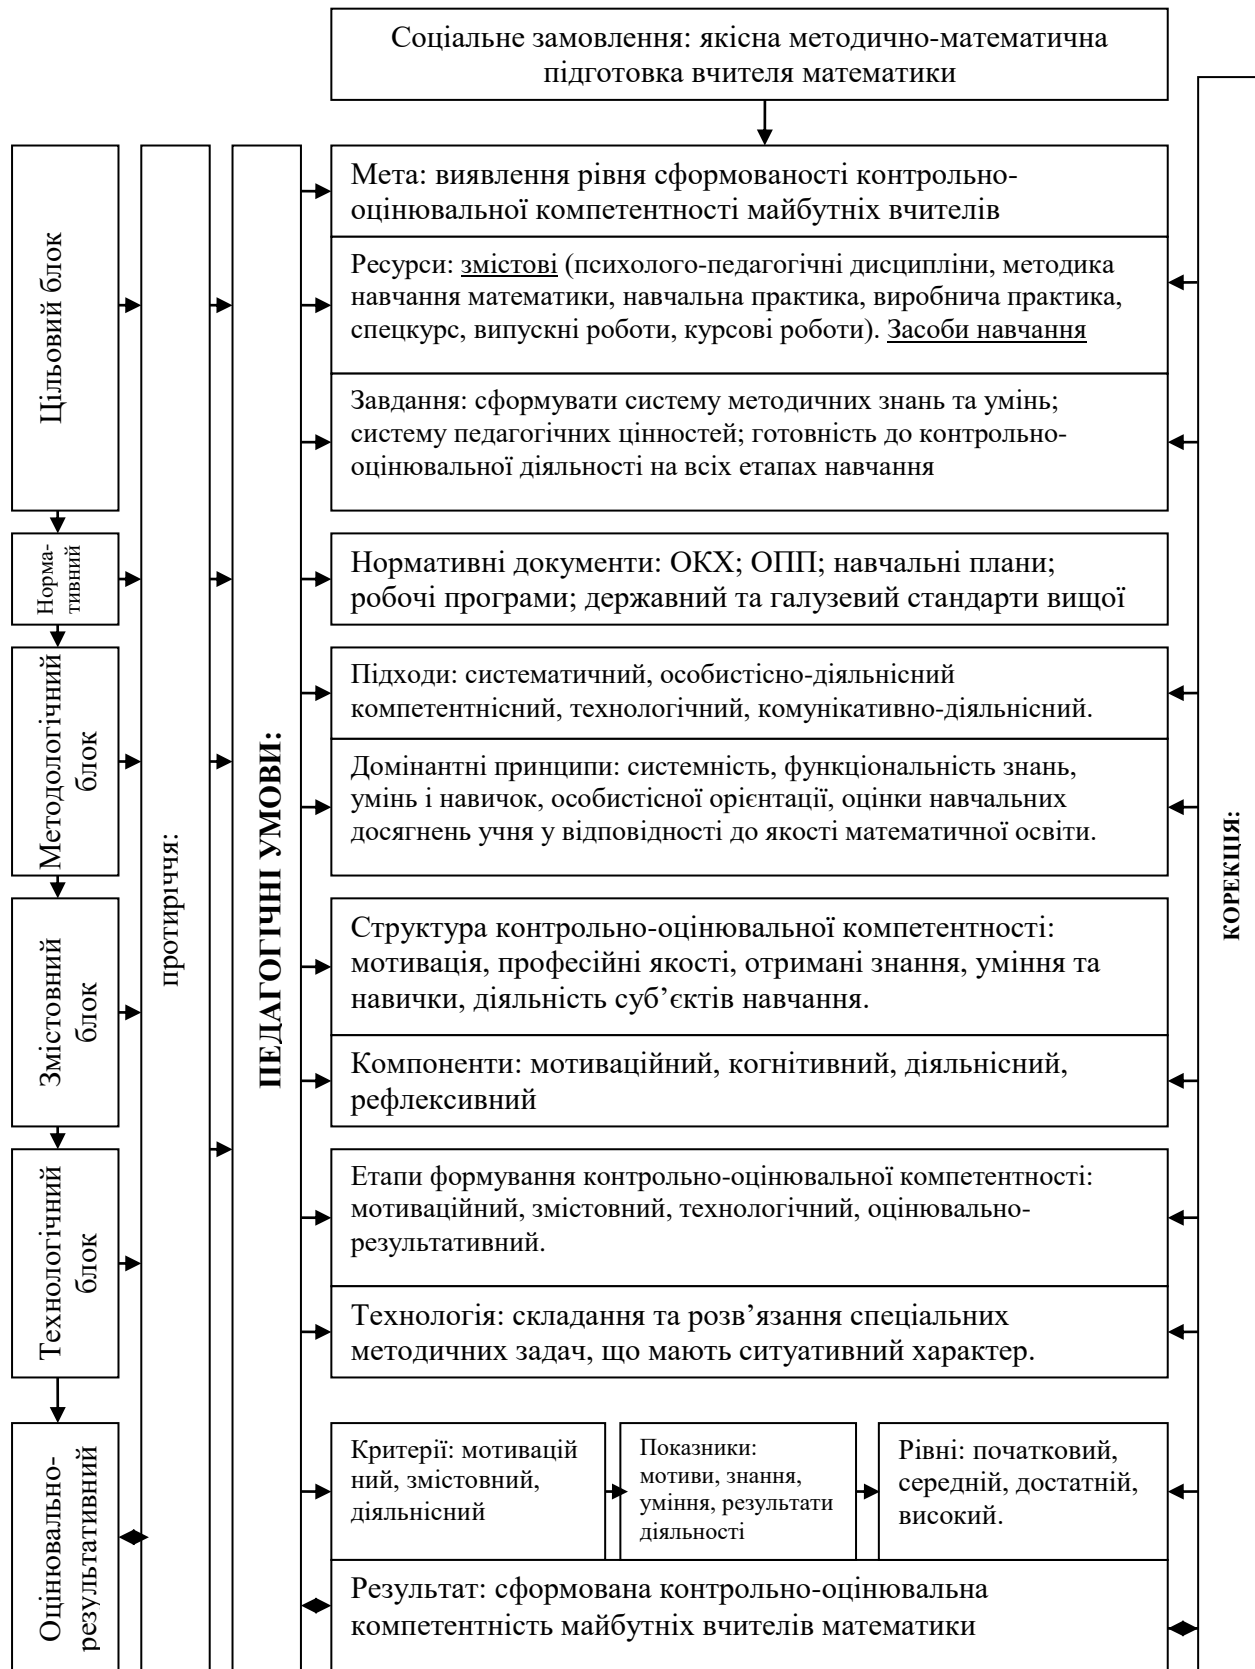 Соціальне замовлення: якісна методично-математична
підготовка вчителя математики
Цільовий блок
Мета: виявлення рівня сформованості контрольно-
оцінювальної компетентності майбутніх вчителів
Ресурси: змістові (психолого-педагогічні дисципліни, методика
навчання математики, навчальна практика, виробнича практика,
спецкурс, випускні роботи, курсові роботи). Засоби навчання
Завдання: сформувати систему методичних знань та умінь;
систему педагогічних цінностей; готовність до контрольно-
оцінювальної діяльності на всіх етапах навчання
Норма-
тивний
Нормативні документи: ОКХ; ОПП; навчальні плани;
робочі програми; державний та галузевий стандарти вищої
Методологічний
блок
Підходи: систематичний, особистісно-діяльнісний
компетентнісний, технологічний, комунікативно-діяльнісний.
Домінантні принципи: системність, функціональність знань,
умінь і навичок, особистісної орієнтації, оцінки навчальних
досягнень учня у відповідності до якості математичної освіти.
протиріччя:
ПЕДАГОГІЧНІ УМОВИ:
КОРЕКЦІЯ:
Змістовний
блок
Структура контрольно-оцінювальної компетентності:
мотивація, професійні якості, отримані знання, уміння та
навички, діяльність суб’єктів навчання.
Компоненти: мотиваційний, когнітивний, діяльнісний,
рефлексивний
Технологічний
блок
Етапи формування контрольно-оцінювальної компетентності:
мотиваційний, змістовний, технологічний, оцінювально-
результативний.
Технологія: складання та розв’язання спеціальних
методичних задач, що мають ситуативний характер.
Оцінювально-
результативний
Критерії: мотивацій
ний, змістовний,
діяльнісний
Показники:
мотиви, знання,
уміння, результати
діяльності
Рівні: початковий,
середній, достатній,
високий.
Результат: сформована контрольно-оцінювальна
компетентність майбутніх вчителів математики